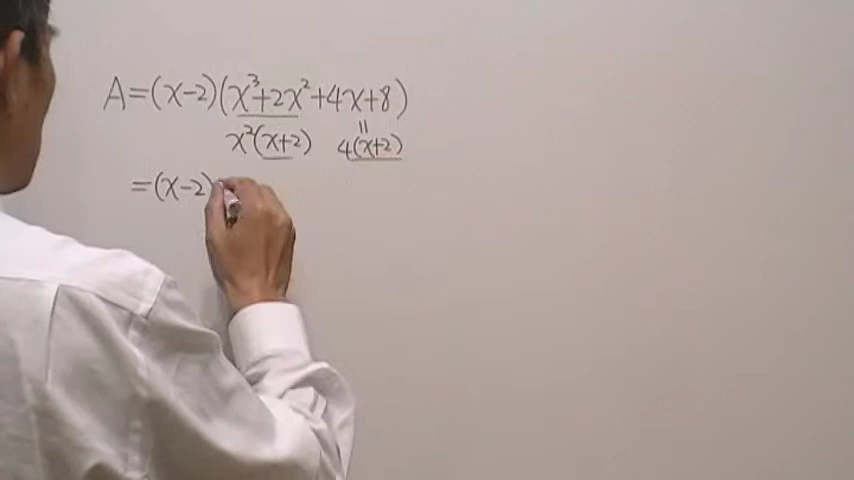 A=(x-2)(x³+2x²+4x+8)
x²(x+2) 4(x+2)
=(x-2)